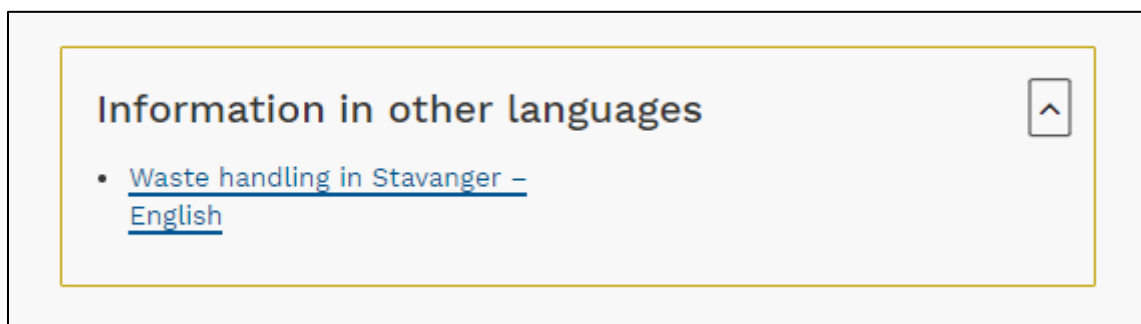 Information in other languages
• Waste handling in Stavanger –
English